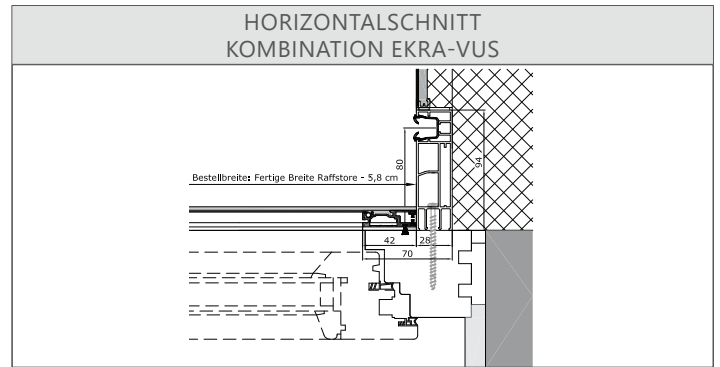 HORIZONTALSCHNITT
KOMBINATION EKRA-VUS
Bestellbreite: Fertige Breite Raffstore - 5,8 cm
80
94
42
28
70